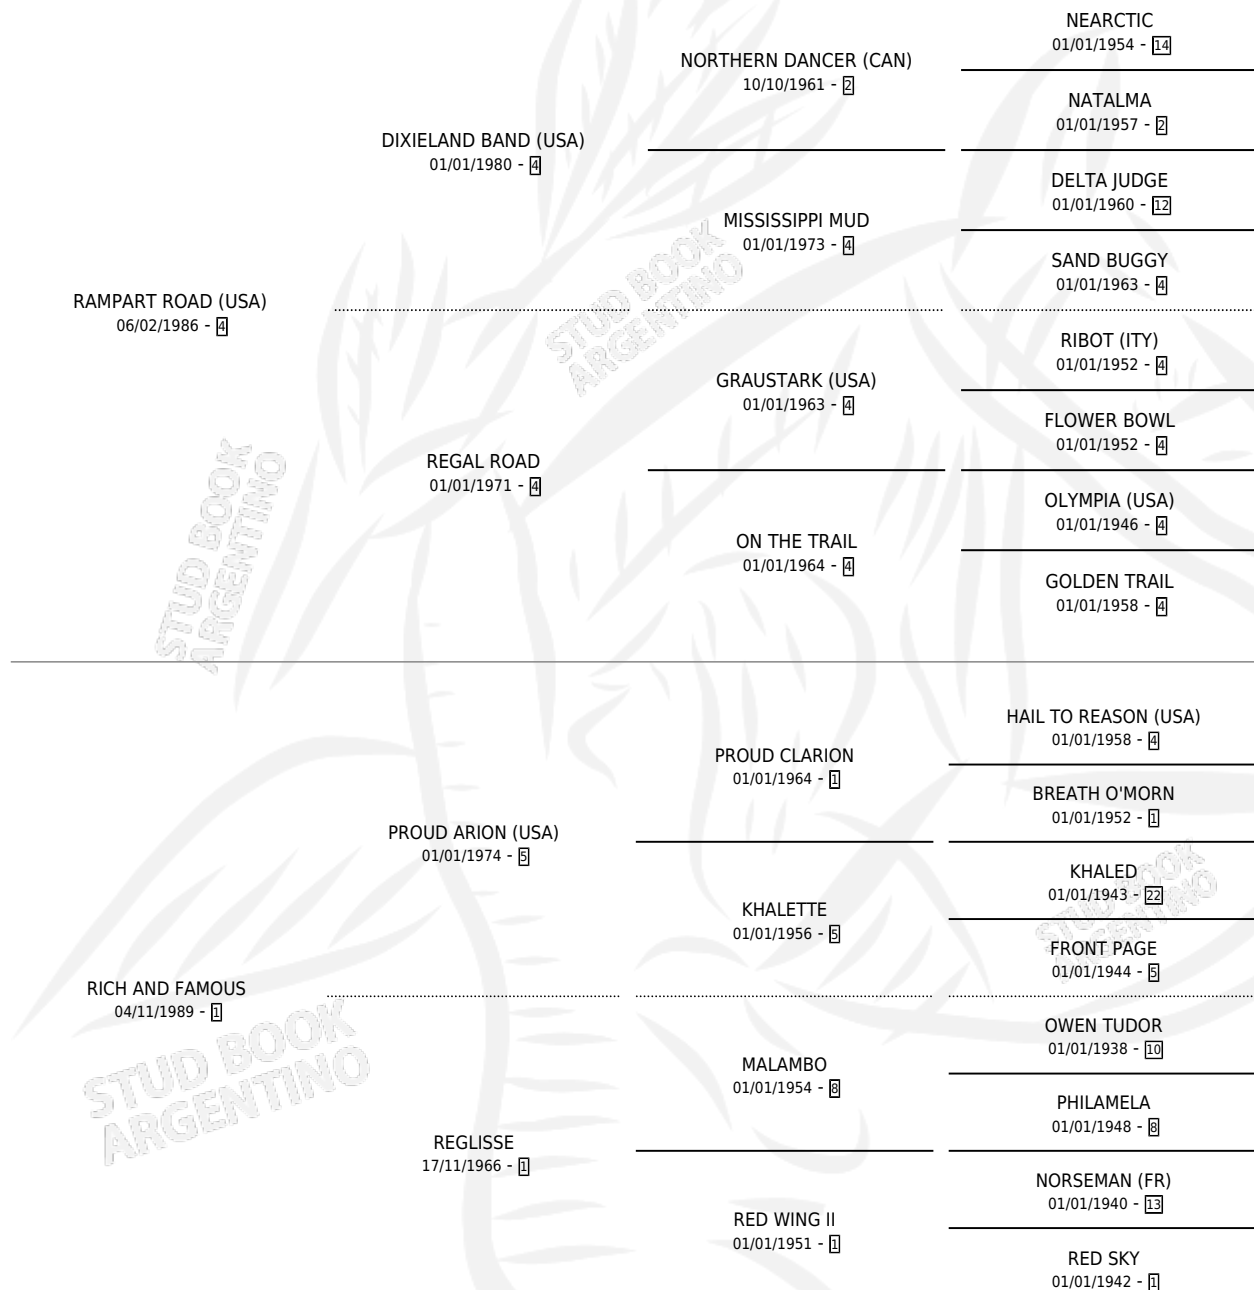 NEARCTIC
01/01/1954 - 14
NORTHERN DANCER (CAN)
10/10/1961 - 2
NATALMA
01/01/1957 - 2
DIXIELAND BAND (USA)
01/01/1980 - 4
DELTA JUDGE
01/01/1960 - 12
MISSISSIPPI MUD
01/01/1973 - 4
SAND BUGGY
01/01/1963 - 4
RAMPART ROAD (USA)
06/02/1986 - 4
STUD BOOK
ARGENTINO
RIBOT (ITY)
01/01/1952 - 4
GRAUSTARK (USA)
01/01/1963 - 4
FLOWER BOWL
01/01/1952 - 4
REGAL ROAD
01/01/1971 - 4
OLYMPIA (USA)
01/01/1946 - 4
ON THE TRAIL
01/01/1964 - 4
GOLDEN TRAIL
01/01/1958 - 4
STUD BOOK
ARGENTINO
HAIL TO REASON (USA)
01/01/1958 - 4
PROUD CLARION
01/01/1964 - 1
BREATH O'MORN
01/01/1952 - 1
PROUD ARION (USA)
01/01/1974 - 5
KHALED
01/01/1943 - 22
KHALETTE
01/01/1956 - 5
STUD BOOK
ARGENTINO
FRONT PAGE
01/01/1944 - 5
RICH AND FAMOUS
04/11/1989 - 1
OWEN TUDOR
01/01/1938 - 10
MALAMBO
01/01/1954 - 8
STUD BOOK
ARGENTINO
PHILAMELA
01/01/1948 - 8
REGLISSE
17/11/1966 - 1
NORSEMAN (FR)
01/01/1940 - 13
RED WING II
01/01/1951 - 1
RED SKY
01/01/1942 - 1